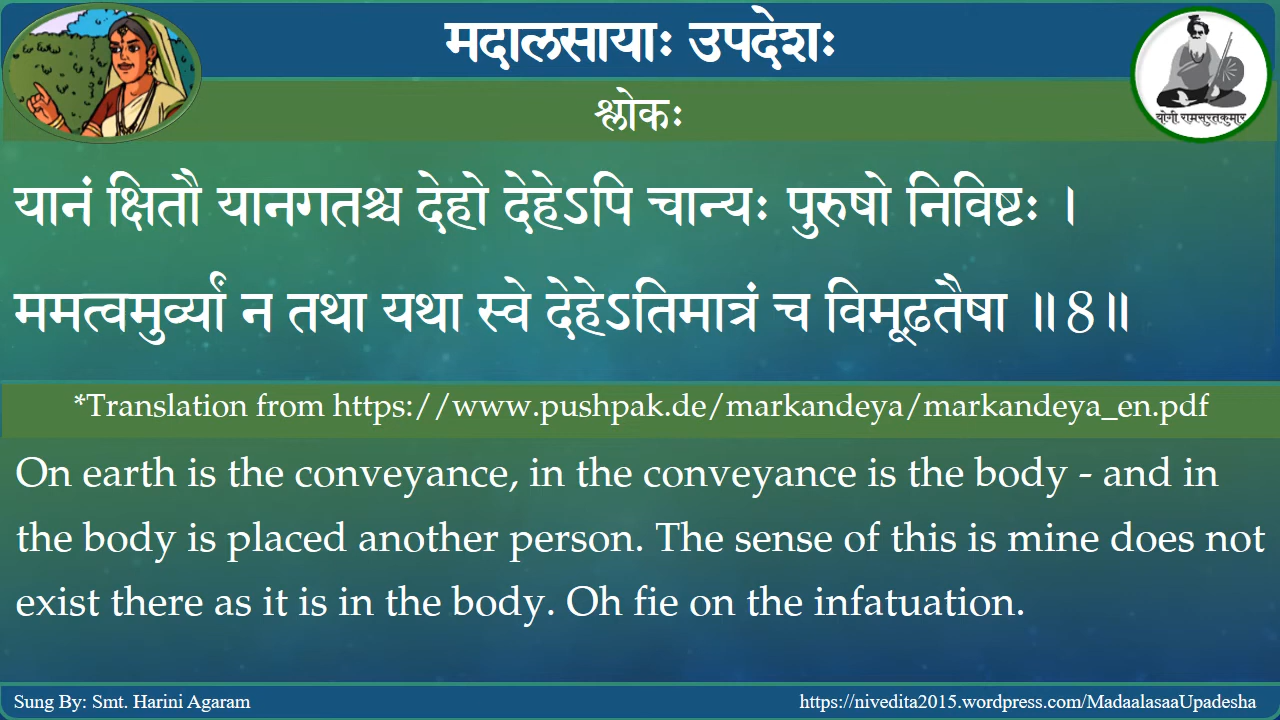 मदालसायाः उपदेशः
योगी रामसुरतकुमार
श्लोकः
यानं क्षितौ यानगतश्च देहो देहेऽपि चान्यः पुरुषो निविष्टः ।
ममत्वमुर्व्यां न तथा यथा स्वे देहेऽतिमात्रं च विमूढतैषा ॥8॥
*Translation from https://www.pushpak.de/markandeya/markandeya_en.pdf
On earth is the conveyance, in the conveyance is the body - and in
the body is placed another person. The sense of this is mine does not
exist there as it is in the body. Oh fie on the infatuation.
Sung By: Smt. Harini Agaram
https://nivedita2015.wordpress.com/MadaalasaaUpadesha